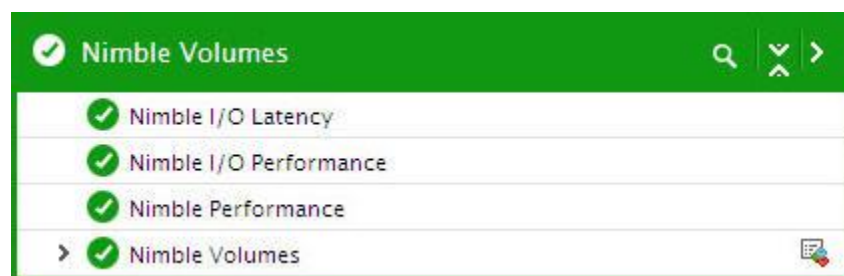 Nimble Volumes
Nimble I/O Latency
Nimble I/O Performance
Nimble Performance
Nimble Volumes